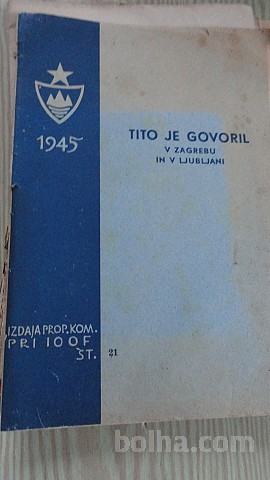 1945
TITO JE GOVORIL
V ZAGREBU
IN V LJUBLJANI
IZDAJA PROP. KOM.
PRI IOOF
ŠT. 21
bolha.com